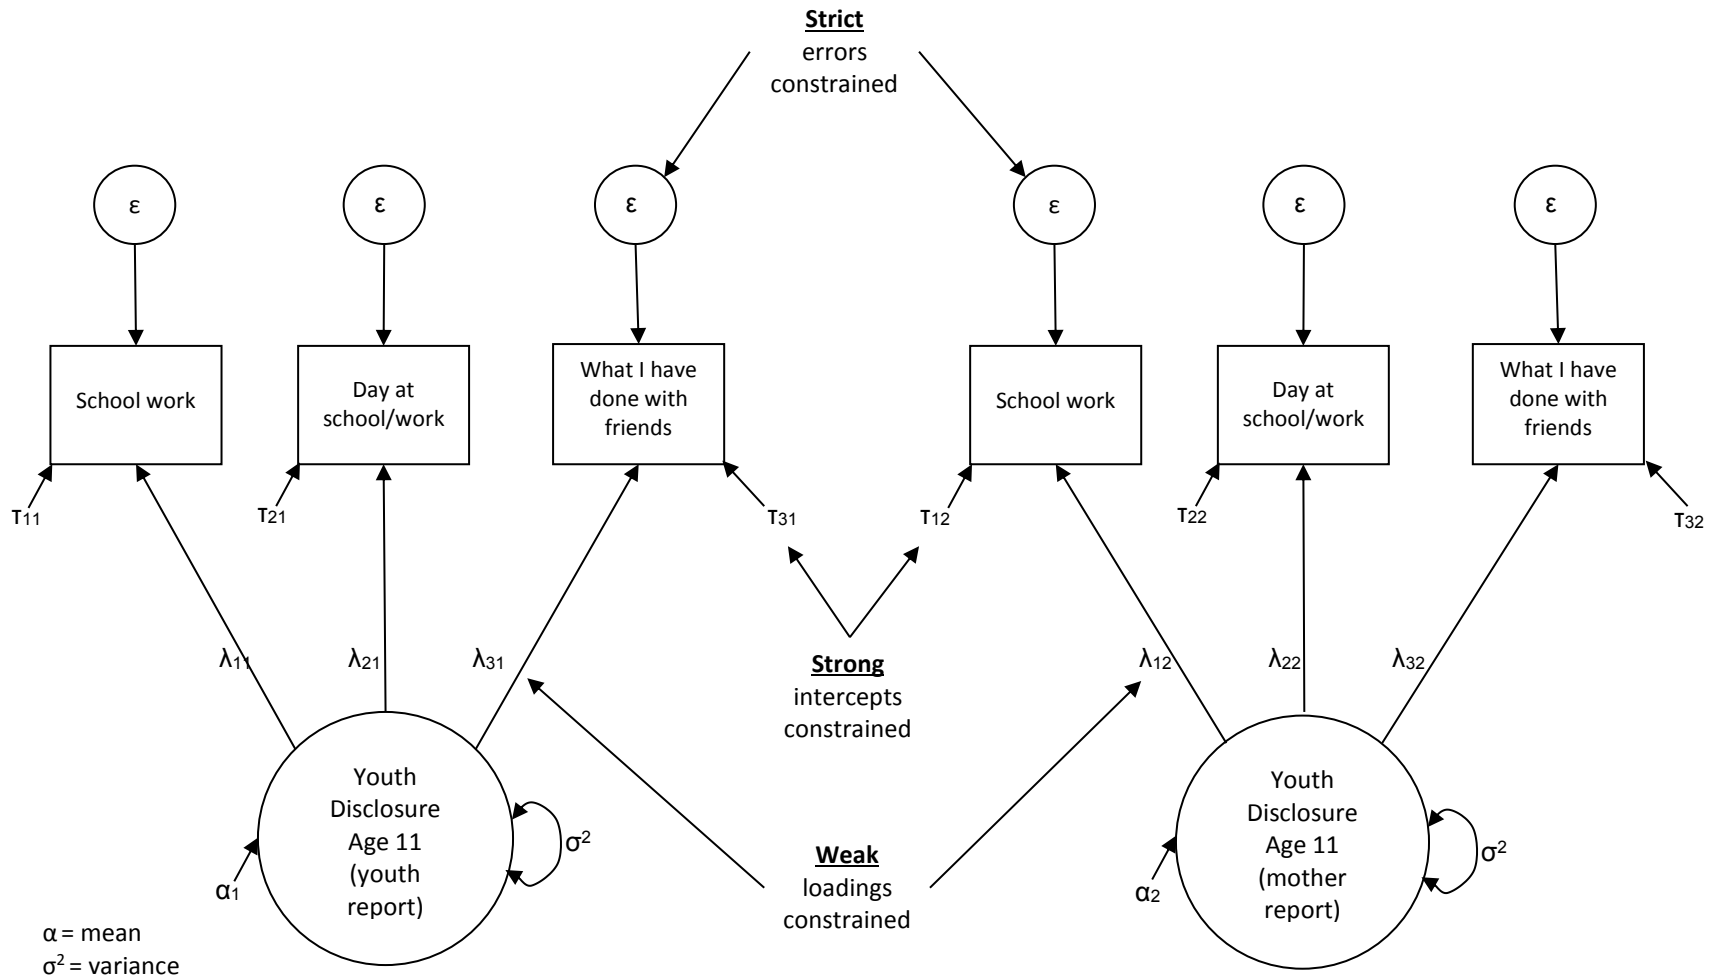 Strict
errors
constrained
ε
ε
ε
ε
ε
ε
School work
Day at
school/work
What I have
done with
friends
School work
Day at
school/work
What I have
done with
friends
τ11
τ21
τ31
τ12
τ22
τ32
λ11
λ21
λ31
Strong
intercepts
constrained
λ12
λ22
λ32
Youth
Disclosure
Age 11
(youth
report)
σ²
α₁
Weak
loadings
constrained
Youth
Disclosure
Age 11
(mother
report)
σ²
α₂
α = mean
σ² = variance